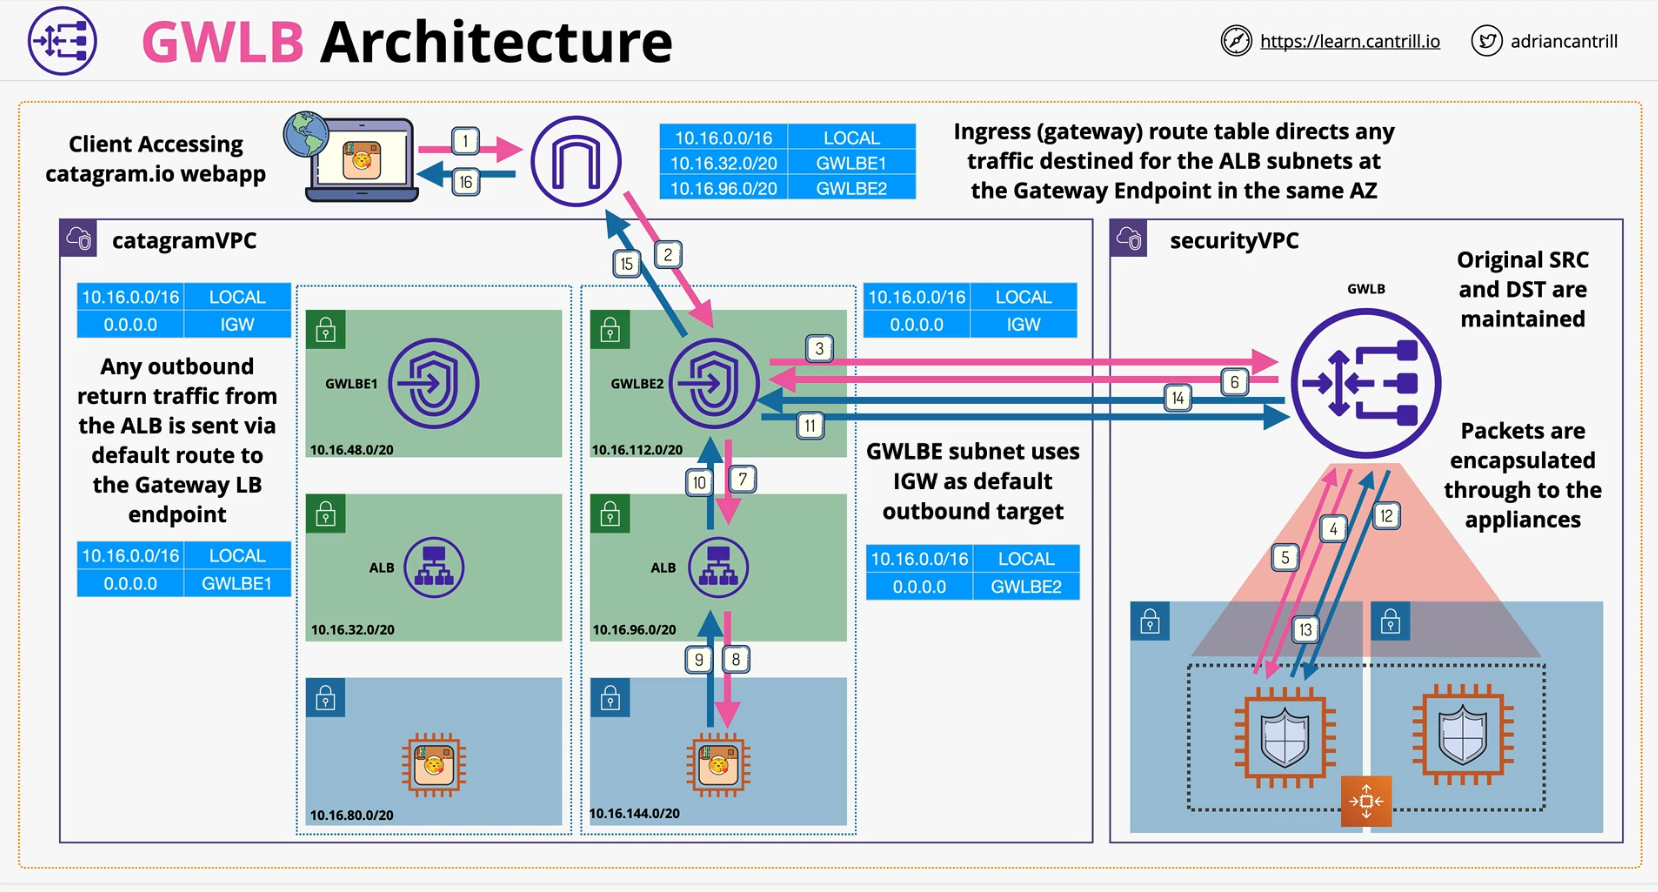 GWLB Architecture
https://learn.cantrill.io
adriancantrill
Client Accessing
catagram.io webapp
1
16
10.16.0.0/16 LOCAL
10.16.32.0/20 GWLBE1
10.16.96.0/20 GWLBE2
Ingress (gateway) route table directs any
traffic destined for the ALB subnets at
the Gateway Endpoint in the same AZ
catagramVPC
15
2
10.16.0.0/16 LOCAL
0.0.0.0 IGW
Any outbound
return traffic from
the ALB is sent via
default route to
the Gateway LB
endpoint
10.16.0.0/16 LOCAL
0.0.0.0 GWLBE1
GWLBE1
10.16.48.0/20
ALB
10.16.32.0/20
10.16.80.0/20
GWLBE2
10.16.112.0/20
10
7
ALB
10.16.96.0/20
9
8
10.16.144.0/20
10.16.0.0/16 LOCAL
0.0.0.0 IGW
3
6
14
11
GWLBE subnet uses
IGW as default
outbound target
10.16.0.0/16 LOCAL
0.0.0.0 GWLBE2
securityVPC
GWLB
Original SRC
and DST are
maintained
Packets are
encapsulated
through to the
appliances
5
4
12
13